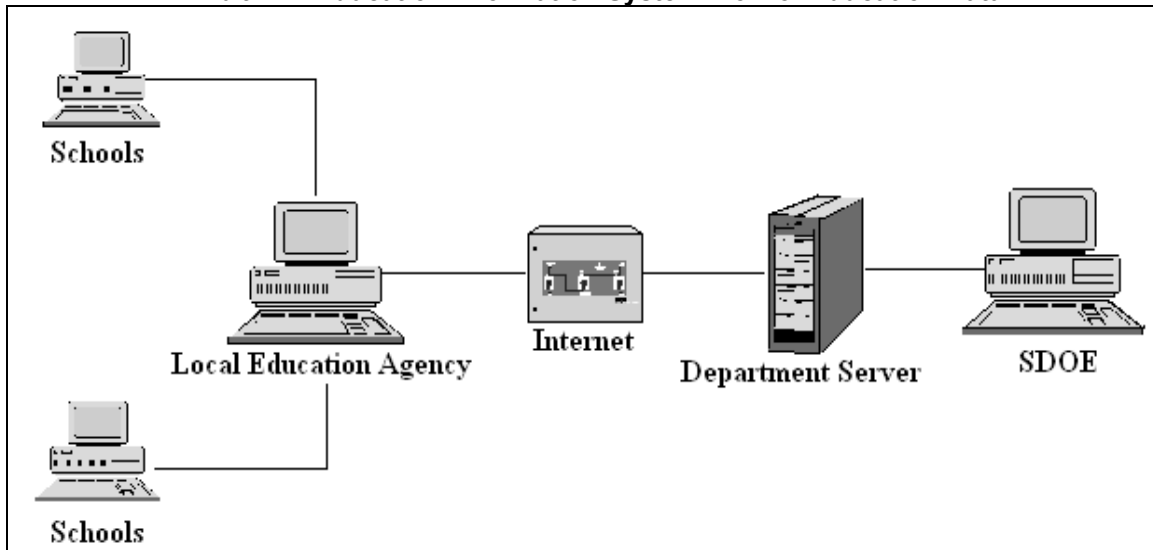 Schools
Local Education Agency
Internet
Department Server
SDOE
Schools